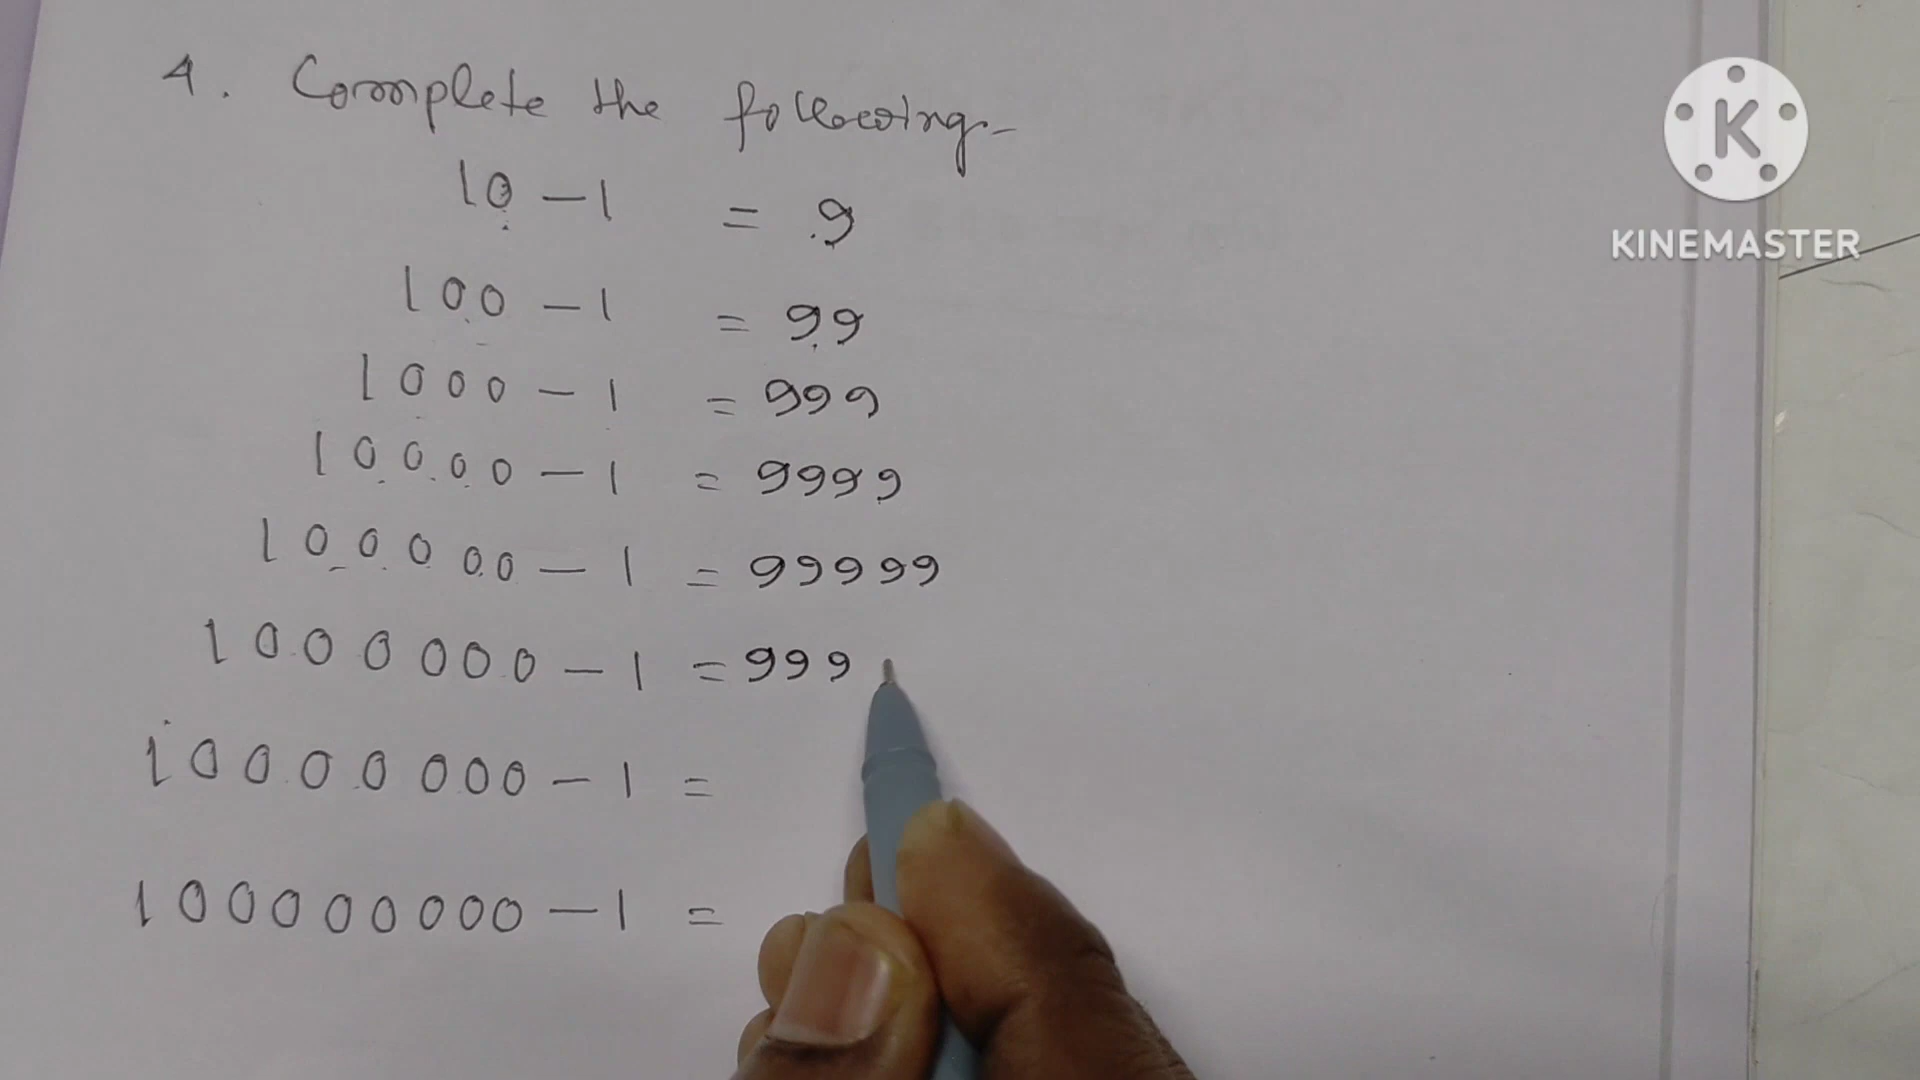 4. Complete the following-
10 - 1 = 9
100 - 1 = 99
1000 - 1 = 999
10000 - 1 = 9999
100000 - 1 = 99999
1000000 - 1 = 999
10000000 - 1 =
100000000 - 1 =
K
KINEMASTER